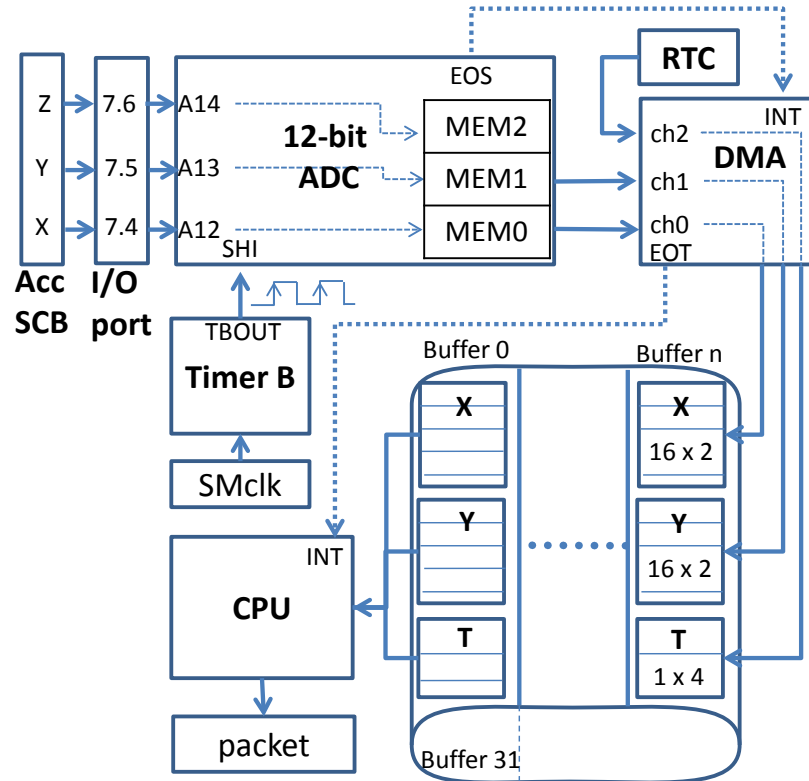 Z
7.6
A14
Y
7.5
A13
X
7.4
A12
Acc
SCB
I/O
port
EOS
12-bit
ADC
MEM2
MEM1
MEM0
SHI
RTC
INT
DMA
ch2
ch1
ch0
EOT
TBOUT
Timer B
SMclk
INT
CPU
packet
Buffer 0
Buffer n
X
Y
T
X
16 x 2
Y
16 x 2
T
1 x 4
Buffer 31